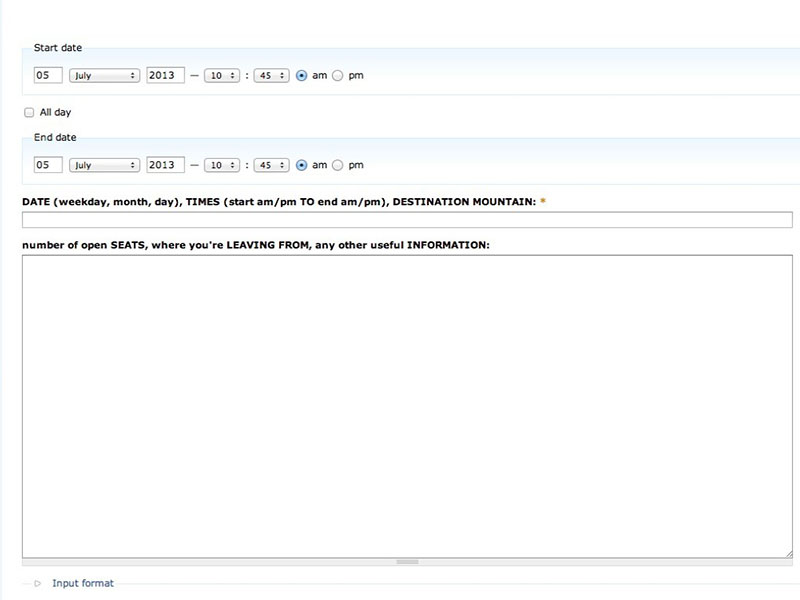 Start date
05 July 2013 — 10 : 45 am pm
All day
End date
05 July 2013 — 10 : 45 am pm
DATE (weekday, month, day), TIMES (start am/pm TO end am/pm), DESTINATION MOUNTAIN: *
number of open SEATS, where you're LEAVING FROM, any other useful INFORMATION:
Input format